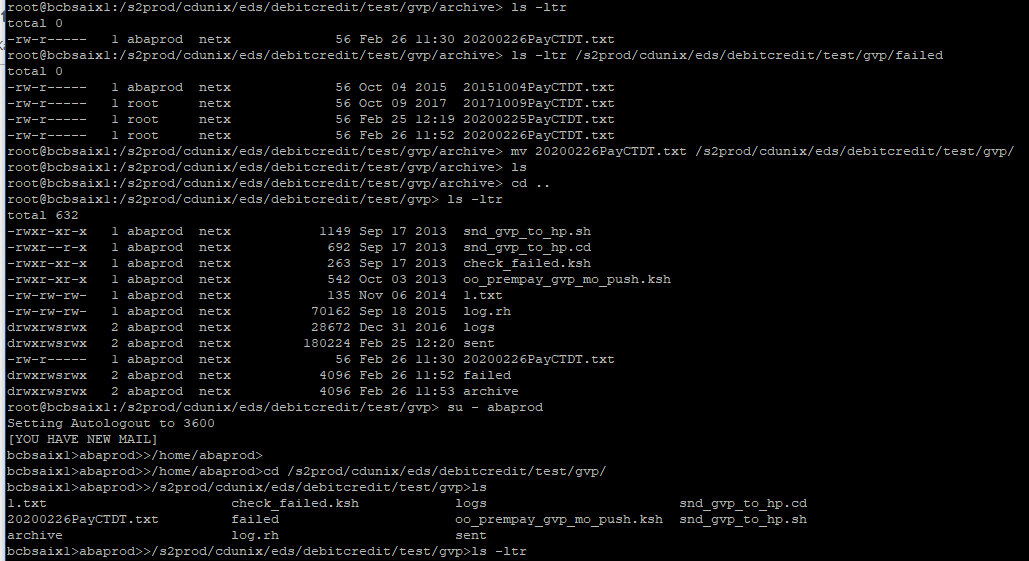 root@bcbsaix1:/s2prod/cdunix/eds/debitcredit/test/gvp/archive> ls -ltr
total 0
-rw-r----- 1 abaprod netx 56 Feb 26 11:30 20200226PayCTDT.txt
root@bcbsaix1:/s2prod/cdunix/eds/debitcredit/test/gvp/archive> ls -ltr /s2prod/cdunix/eds/debitcredit/test/gvp/failed
total 0
-rw-r----- 1 abaprod netx 56 Oct 04 2015 20151004PayCTDT.txt
-rw-r----- 1 root netx 56 Oct 09 2017 20171009PayCTDT.txt
-rw-r----- 1 root netx 56 Feb 25 12:19 20200225PayCTDT.txt
-rw-r----- 1 root netx 56 Feb 26 11:52 20200226PayCTDT.txt
root@bcbsaix1:/s2prod/cdunix/eds/debitcredit/test/gvp/archive> mv 20200226PayCTDT.txt /s2prod/cdunix/eds/debitcredit/test/gvp/
root@bcbsaix1:/s2prod/cdunix/eds/debitcredit/test/gvp/archive> ls
root@bcbsaix1:/s2prod/cdunix/eds/debitcredit/test/gvp/archive> cd ..
root@bcbsaix1:/s2prod/cdunix/eds/debitcredit/test/gvp> ls -ltr
total 632
-rwxr-xr-x 1 abaprod netx 1149 Sep 17 2013 snd_gvp_to_hp.sh
-rwxr--r-x 1 abaprod netx 692 Sep 17 2013 snd_gvp_to_hp.cd
-rwxr-xr-x 1 abaprod netx 263 Sep 17 2013 check_failed.ksh
-rwxr-xr-x 1 abaprod netx 542 Oct 03 2013 oo_prempay_gvp_mo_push.ksh
-rw-rw-rw- 1 abaprod netx 135 Nov 06 2014 1.txt
-rw-rw-rw- 1 abaprod netx 70162 Sep 18 2015 log.rh
drwxrwsrwx 2 abaprod netx 28672 Dec 31 2016 logs
drwxrwsrwx 2 abaprod netx 180224 Feb 25 12:20 sent
-rw-r----- 1 abaprod netx 56 Feb 26 11:30 20200226PayCTDT.txt
drwxrwsrwx 2 abaprod netx 4096 Feb 26 11:52 failed
drwxrwsrwx 2 abaprod netx 4096 Feb 26 11:53 archive
root@bcbsaix1:/s2prod/cdunix/eds/debitcredit/test/gvp> su - abaprod
Setting Autologout to 3600
[YOU HAVE NEW MAIL]
bcbsaix1>abaprod>>/home/abaprod>
bcbsaix1>abaprod>>/home/abaprod>cd /s2prod/cdunix/eds/debitcredit/test/gvp/
bcbsaix1>abaprod>>/s2prod/cdunix/eds/debitcredit/test/gvp>ls
1.txt check_failed.ksh logs snd_gvp_to_hp.cd
20200226PayCTDT.txt failed oo_prempay_gvp_mo_push.ksh snd_gvp_to_hp.sh
archive log.rh sent
bcbsaix1>abaprod>>/s2prod/cdunix/eds/debitcredit/test/gvp>ls -ltr